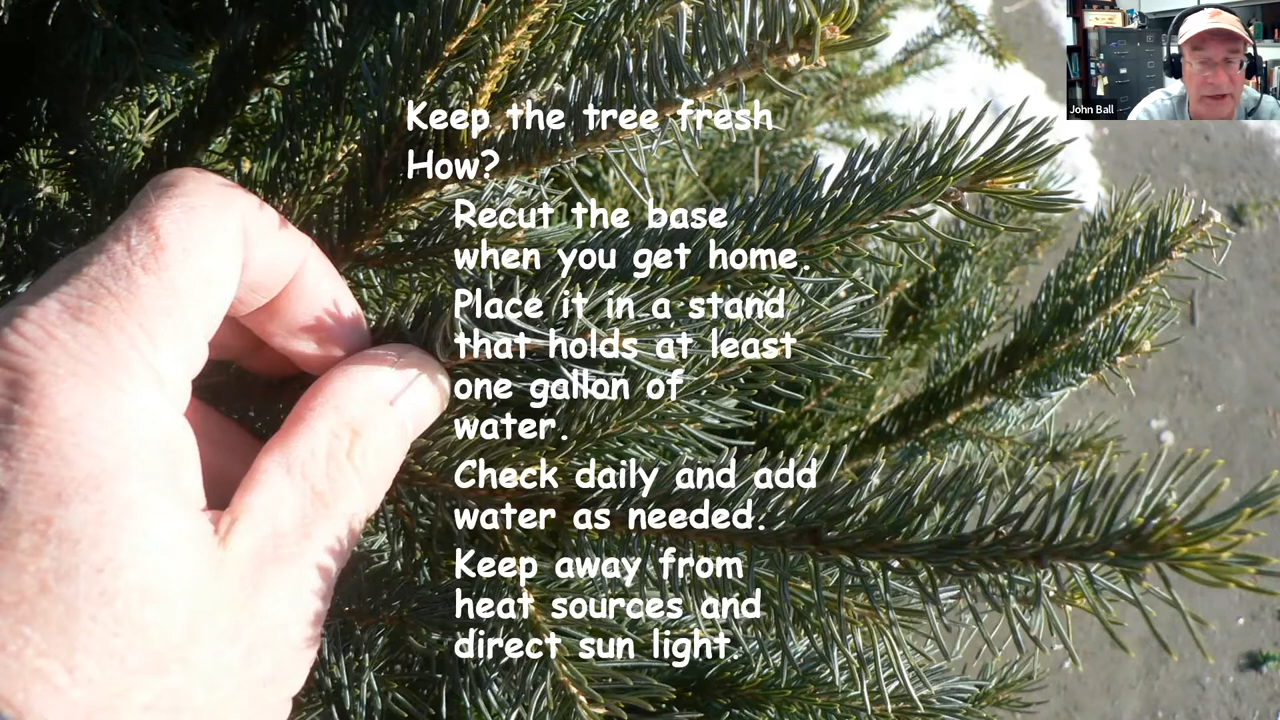 John Ball
Keep the tree fresh
How?
Recut the base
when you get home.
Place it in a stand
that holds at least
one gallon of
water.
Check daily and add
water as needed.
Keep away from
heat sources and
direct sun light.